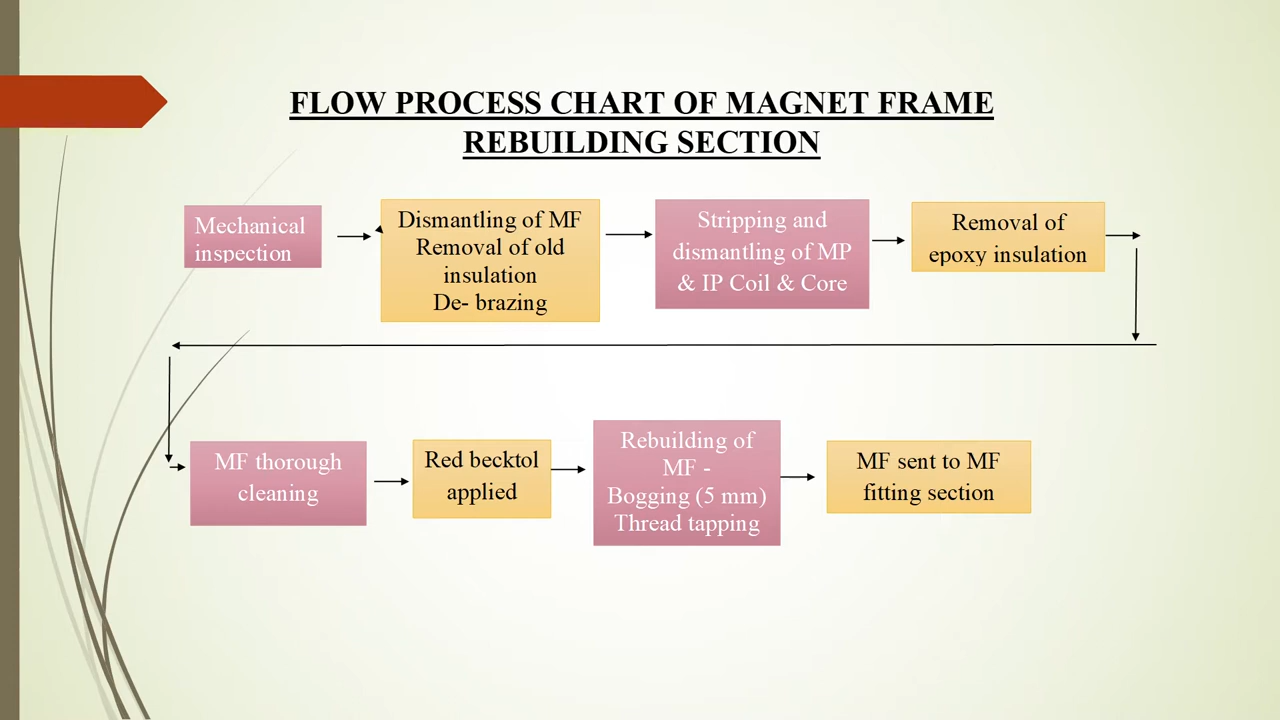 FLOW PROCESS CHART OF MAGNET FRAME
REBUILDING SECTION
Mechanical
inspection
Dismantling of MF
Removal of old
insulation
De- brazing
Stripping and
dismantling of MP
& IP Coil & Core
Removal of
epoxy insulation
MF thorough
cleaning
Red becktol
applied
Rebuilding of
MF -
Bogging (5 mm)
Thread tapping
MF sent to MF
fitting section